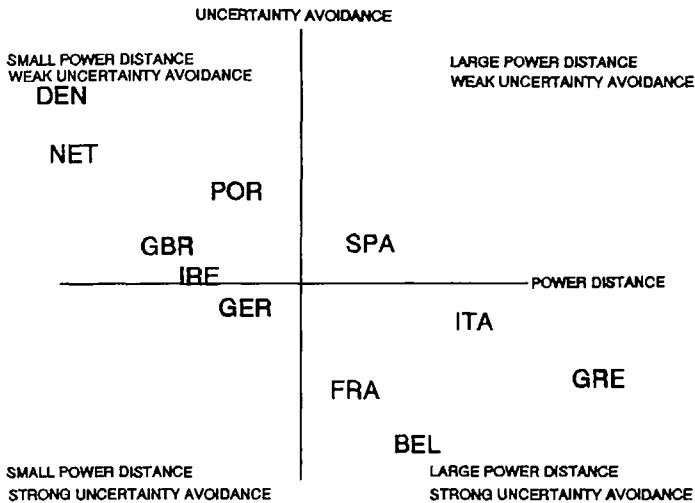 UNCERTAINTY AVOIDANCE
SMALL POWER DISTANCE
WEAK UNCERTAINTY AVOIDANCE
LARGE POWER DISTANCE
WEAK UNCERTAINTY AVOIDANCE
DEN
NET
POR
GBR
SPA
IRE
POWER DISTANCE
GER
ITA
FRA
GRE
BEL
SMALL POWER DISTANCE
STRONG UNCERTAINTY AVOIDANCE
LARGE POWER DISTANCE
STRONG UNCERTAINTY AVOIDANCE